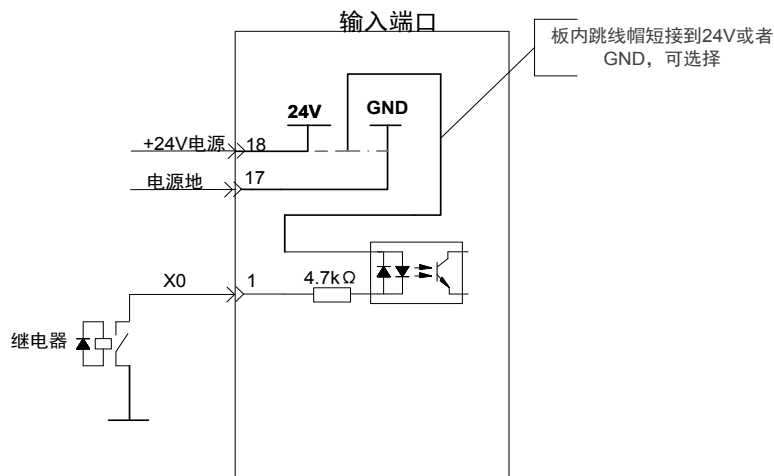 输入端口
板内跳线帽短接到24V或者
GND，可选择
24V
GND
+24V电源
18
电源地
17
X0
1
4.7kΩ
继电器